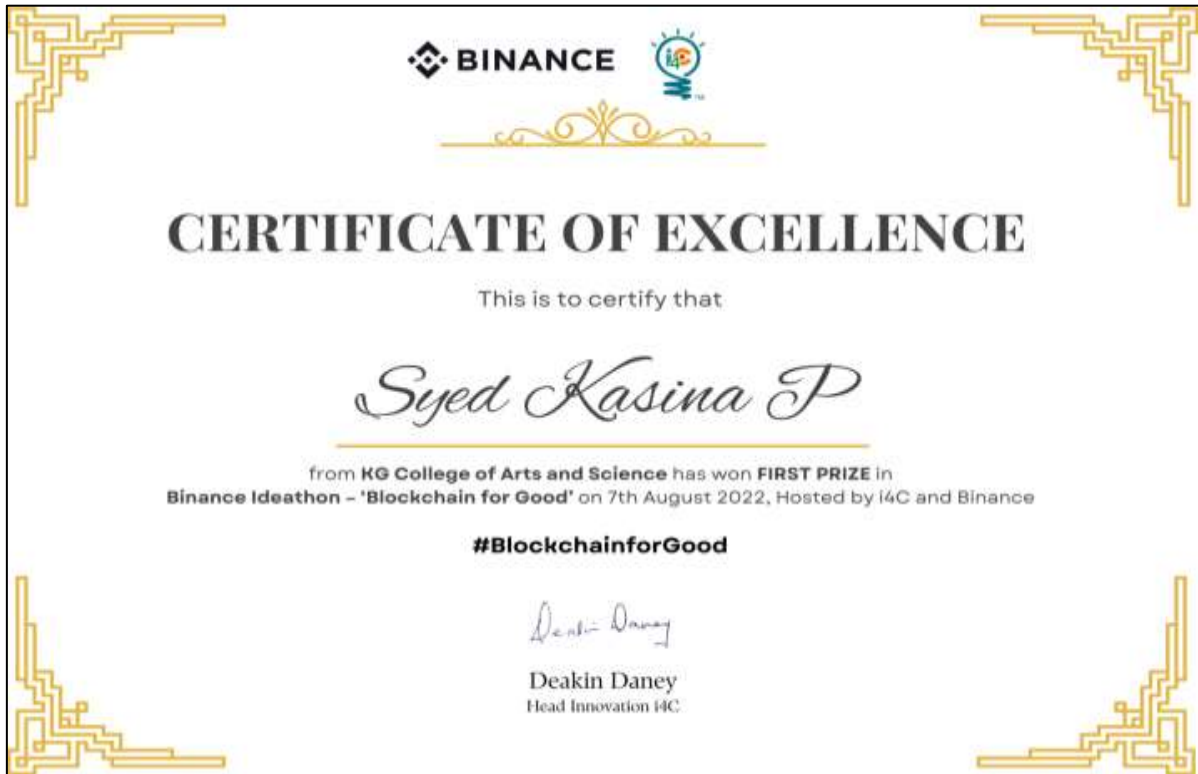 BINANCE
i4C
TM
CERTIFICATE OF EXCELLENCE
This is to certify that
Syed Kasina P
from KG College of Arts and Science has won FIRST PRIZE in
Binance Ideathon – 'Blockchain for Good' on 7th August 2022, Hosted by i4C and Binance
#BlockchainforGood
Deakin Daney
Deakin Daney
Head Innovation i4C